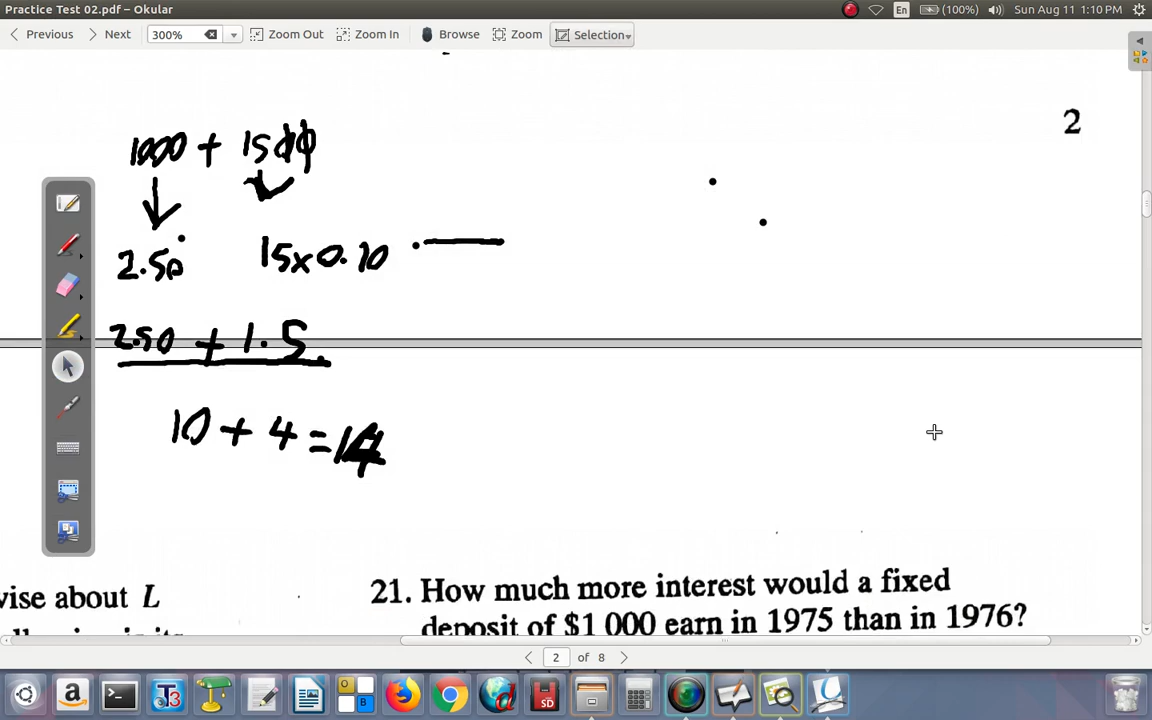 Practice Test 02.pdf – Okular
En (100%) Sun Aug 11 1:10 PM
Previous Next 300% Zoom Out Zoom In Browse Zoom Selection
2
1000 + 1500
2.50 15x0.10
2.50 + 1.5
10 + 4 = 14
vise about L
21. How much more interest would a fixed
deposit of $1 000 earn in 1975 than in 1976?
2 of 8